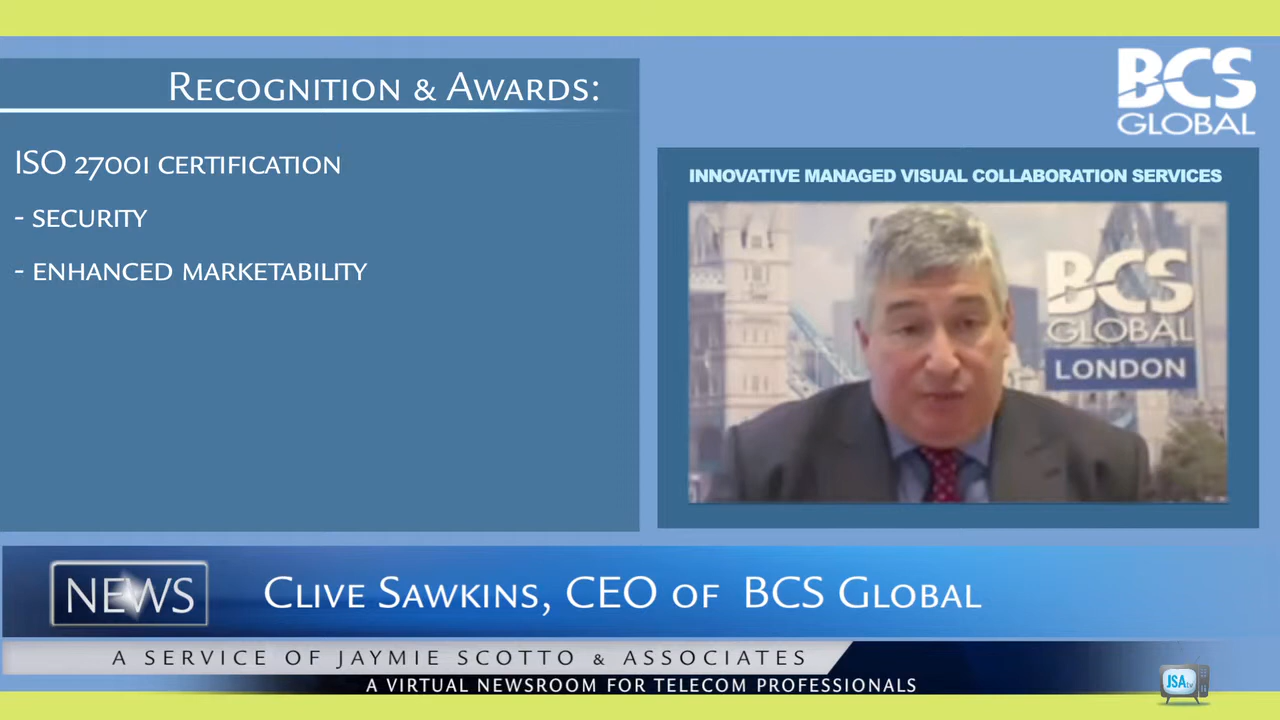 RECOGNITION & AWARDS:
ISO 27001 CERTIFICATION
- SECURITY
- ENHANCED MARKETABILITY
BCS
GLOBAL
INNOVATIVE MANAGED VISUAL COLLABORATION SERVICES
BCS
GLOBAL
LONDON
NEWS
CLIVE SAWKINS, CEO OF BCS GLOBAL
A SERVICE OF JAYMIE SCOTTO & ASSOCIATES
A VIRTUAL NEWSROOM FOR TELECOM PROFESSIONALS
JSAtv